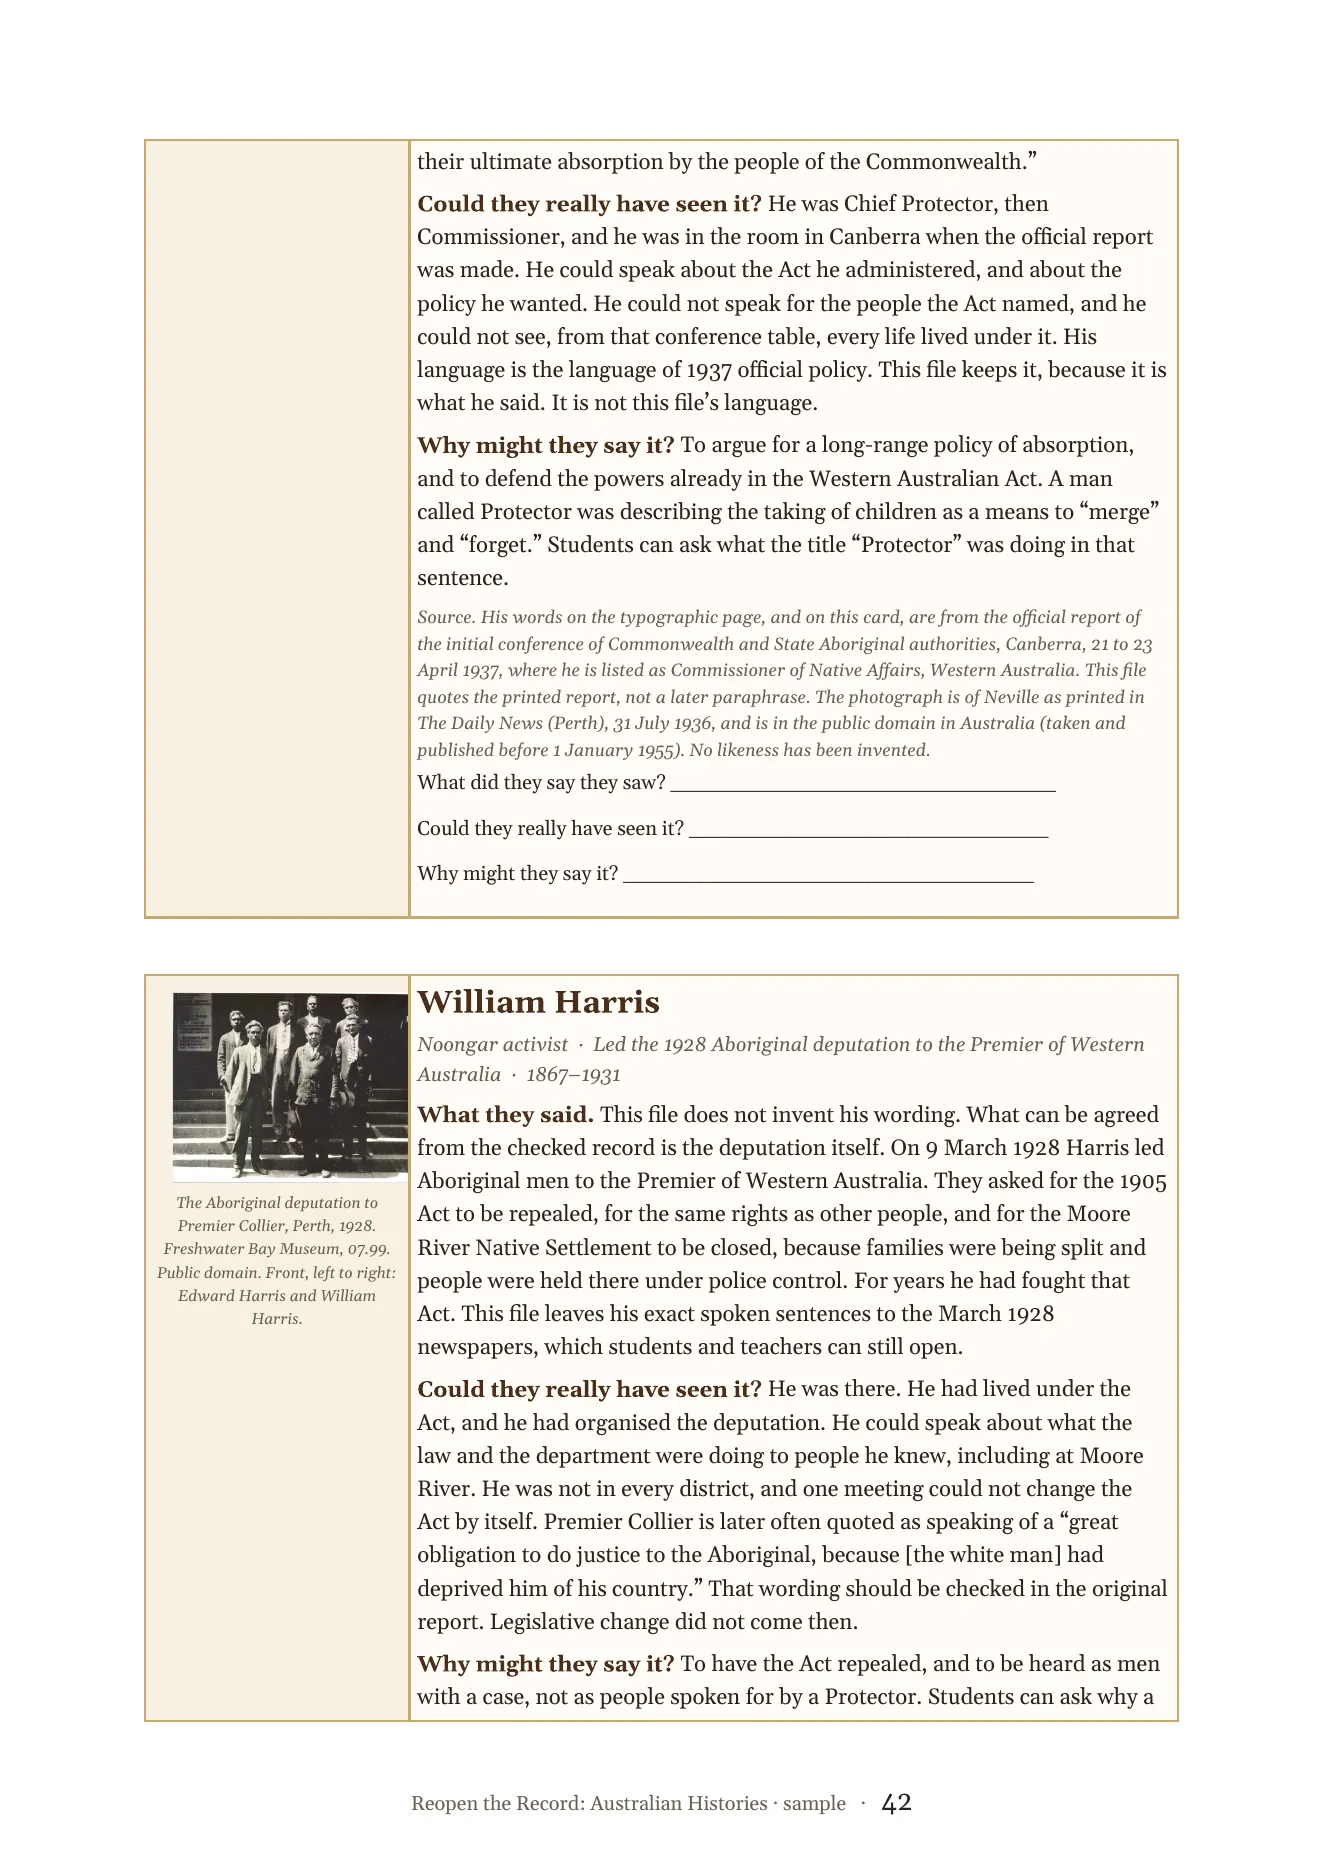 their ultimate absorption by the people of the Commonwealth.”
Could they really have seen it? He was Chief Protector, then
Commissioner, and he was in the room in Canberra when the official report
was made. He could speak about the Act he administered, and about the
policy he wanted. He could not speak for the people the Act named, and he
could not see, from that conference table, every life lived under it. His
language is the language of 1937 official policy. This file keeps it, because it is
what he said. It is not this file’s language.
Why might they say it? To argue for a long-range policy of absorption,
and to defend the powers already in the Western Australian Act. A man
called Protector was describing the taking of children as a means to “merge”
and “forget.” Students can ask what the title “Protector” was doing in that
sentence.
Source. His words on the typographic page, and on this card, are from the official report of
the initial conference of Commonwealth and State Aboriginal authorities, Canberra, 21 to 23
April 1937, where he is listed as Commissioner of Native Affairs, Western Australia. This file
quotes the printed report, not a later paraphrase. The photograph is of Neville as printed in
The Daily News (Perth), 31 July 1936, and is in the public domain in Australia (taken and
published before 1 January 1955). No likeness has been invented.
What did they say they saw? ___________________________________
Could they really have seen it? _________________________________
Why might they say it? ______________________________________
The Aboriginal deputation to
Premier Collier, Perth, 1928.
Freshwater Bay Museum, 07.99.
Public domain. Front, left to right:
Edward Harris and William
Harris.
William Harris
Noongar activist · Led the 1928 Aboriginal deputation to the Premier of Western
Australia · 1867–1931
What they said. This file does not invent his wording. What can be agreed
from the checked record is the deputation itself. On 9 March 1928 Harris led
Aboriginal men to the Premier of Western Australia. They asked for the 1905
Act to be repealed, for the same rights as other people, and for the Moore
River Native Settlement to be closed, because families were being split and
people were held there under police control. For years he had fought that
Act. This file leaves his exact spoken sentences to the March 1928
newspapers, which students and teachers can still open.
Could they really have seen it? He was there. He had lived under the
Act, and he had organised the deputation. He could speak about what the
law and the department were doing to people he knew, including at Moore
River. He was not in every district, and one meeting could not change the
Act by itself. Premier Collier is later often quoted as speaking of a “great
obligation to do justice to the Aboriginal, because [the white man] had
deprived him of his country.” That wording should be checked in the original
report. Legislative change did not come then.
Why might they say it? To have the Act repealed, and to be heard as men
with a case, not as people spoken for by a Protector. Students can ask why a
Reopen the Record: Australian Histories · sample · 42